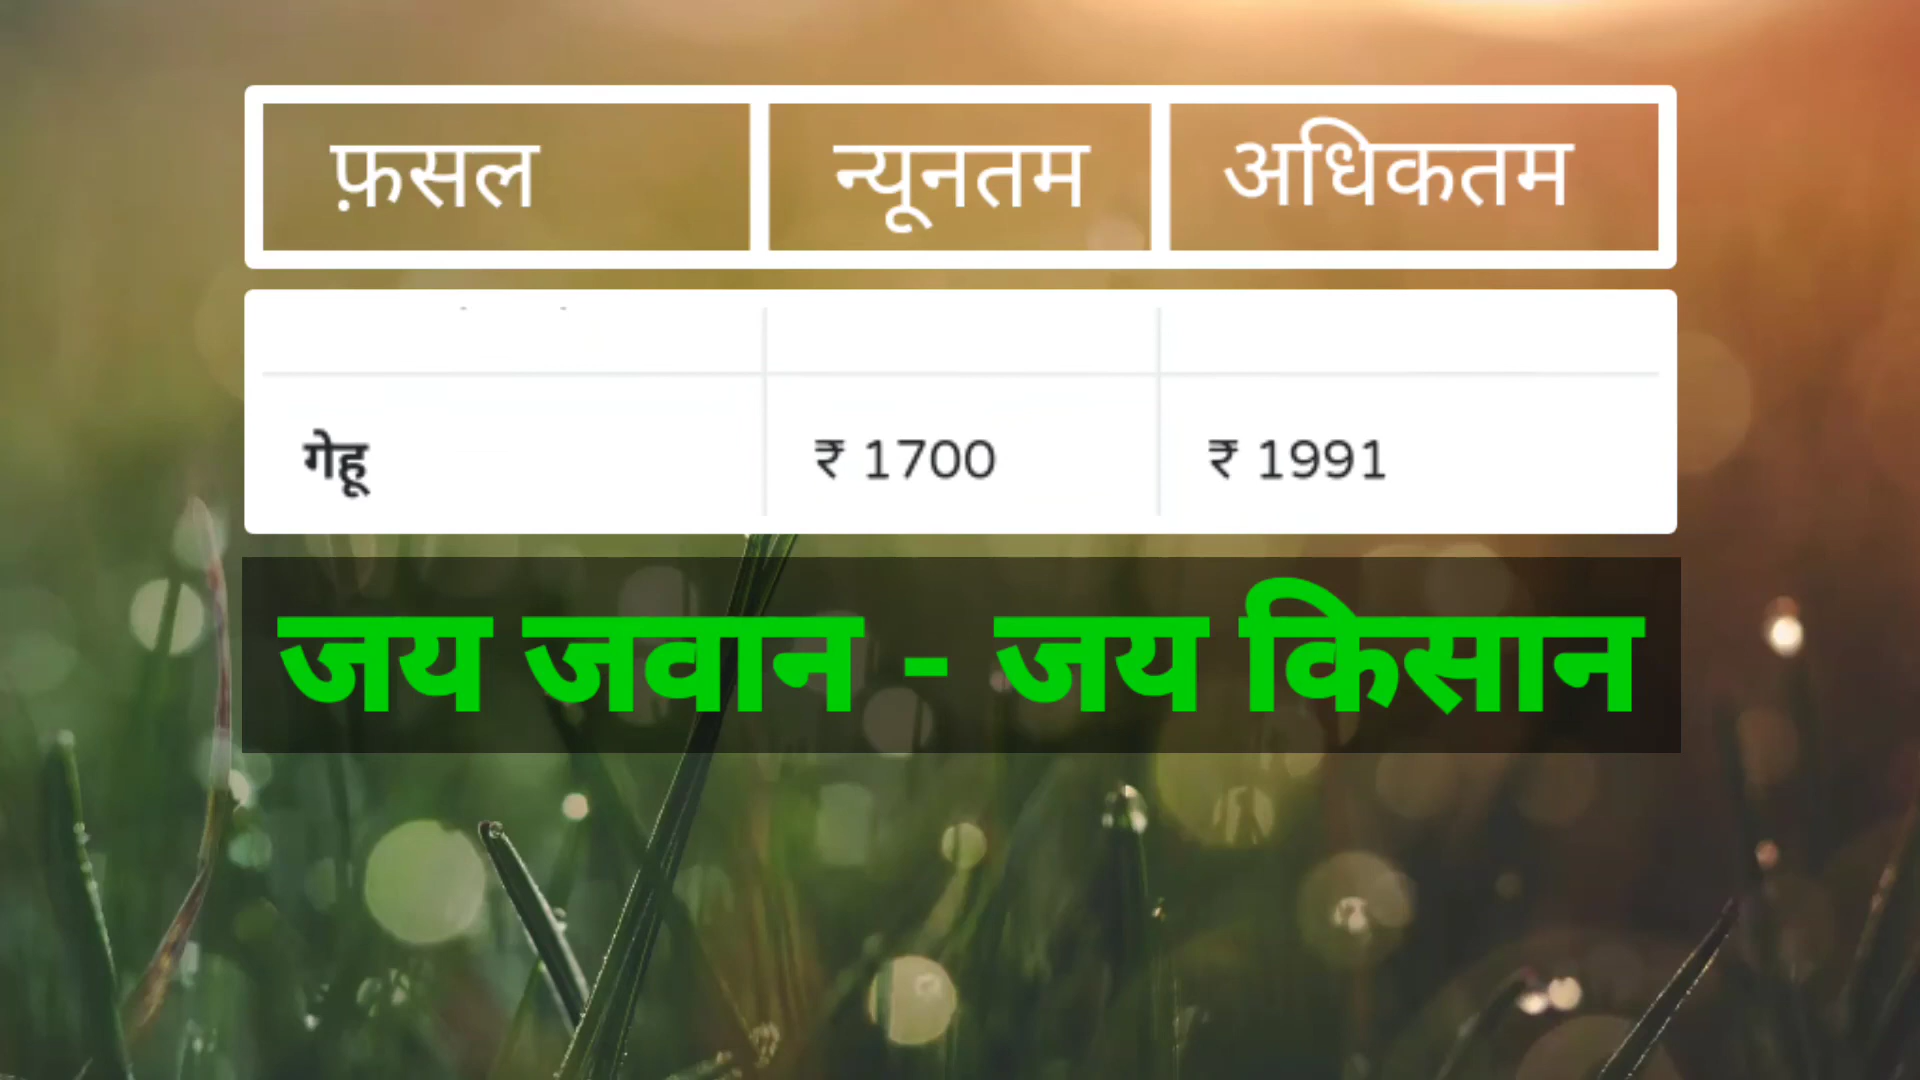 फ़सल न्यूनतम अधिकतम
गेहू ₹ 1700 ₹ 1991
जय जवान - जय किसान